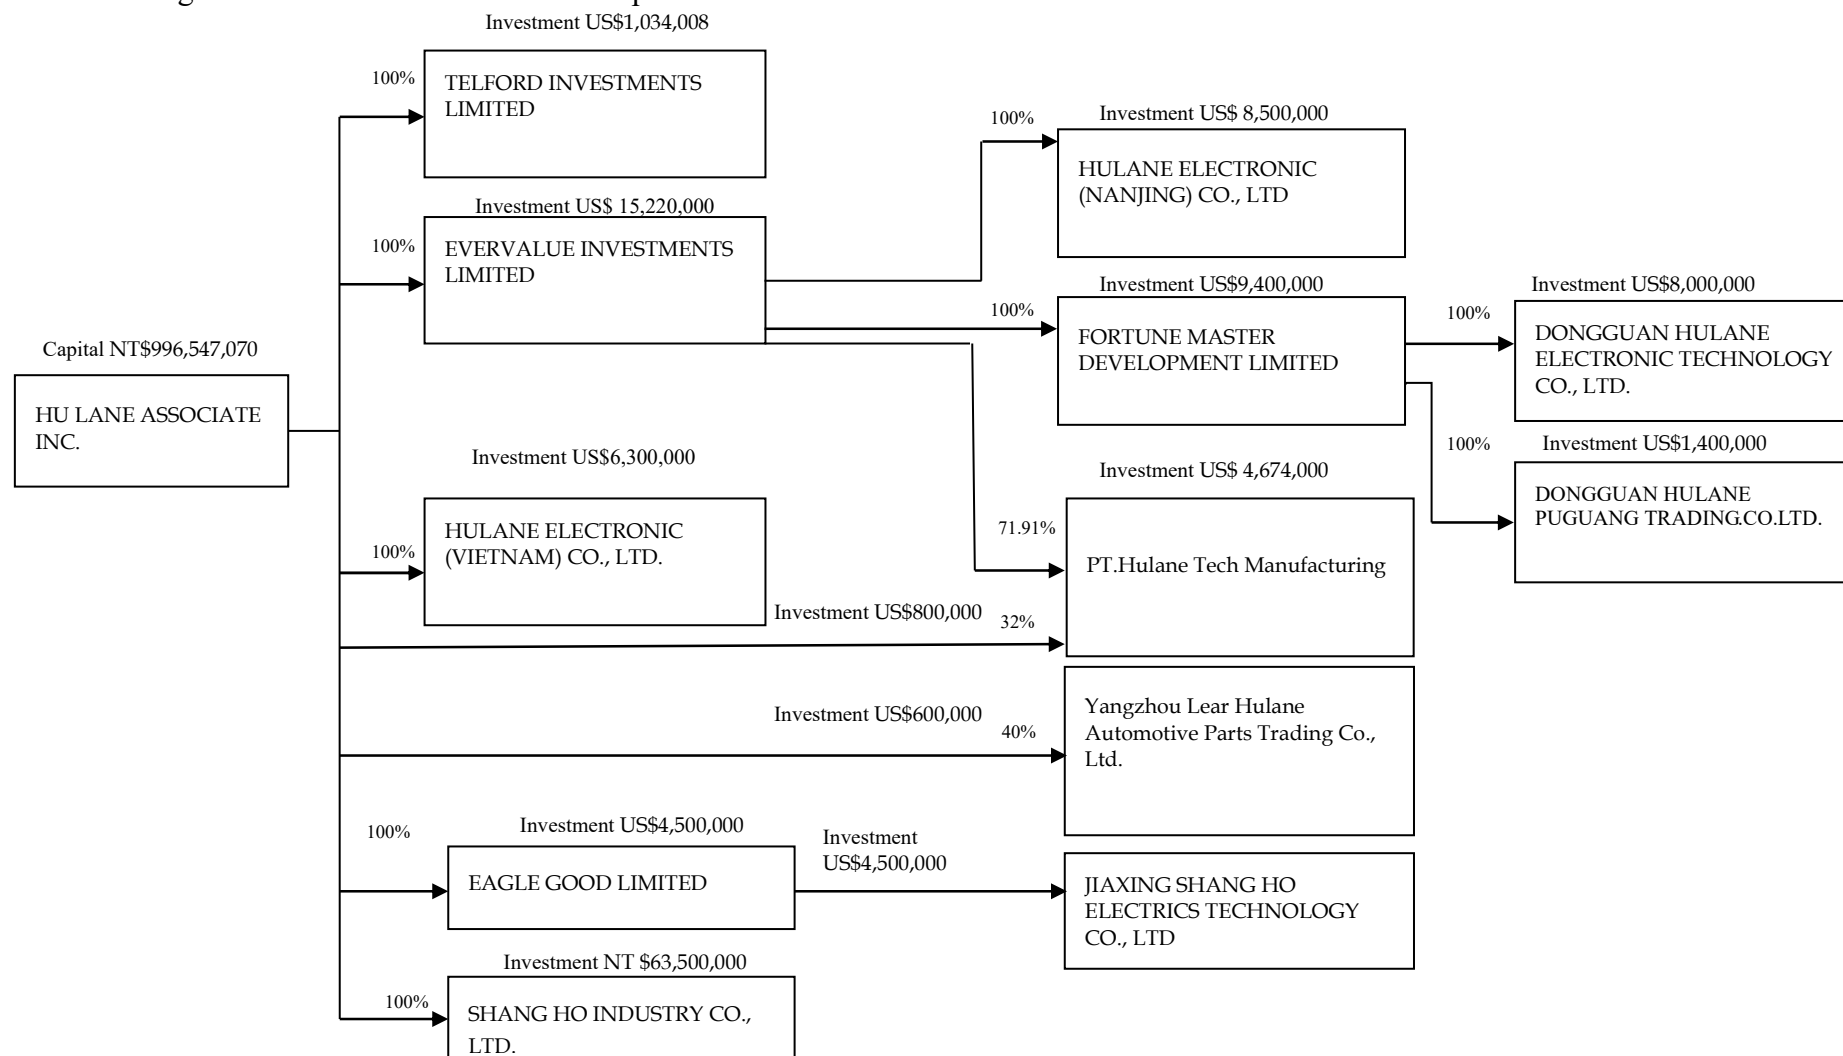 Investment US$1,034,008
100%
TELFORD INVESTMENTS
LIMITED
Investment US$ 15,220,000
100%
EVERVALUE INVESTMENTS
LIMITED
100%
Investment US$ 8,500,000
HULANE ELECTRONIC
(NANJING) CO., LTD
100%
Investment US$9,400,000
FORTUNE MASTER
DEVELOPMENT LIMITED
Investment US$8,000,000
100%
DONGGUAN HULANE
ELECTRONIC TECHNOLOGY
CO., LTD.
100%
Investment US$1,400,000
DONGGUAN HULANE
PUGUANG TRADING.CO.LTD.
Capital NT$996,547,070
HU LANE ASSOCIATE
INC.
Investment US$6,300,000
100%
HULANE ELECTRONIC
(VIETNAM) CO., LTD.
Investment US$ 4,674,000
71.91%
PT.Hulane Tech Manufacturing
Investment US$800,000
32%
Investment US$600,000
40%
Yangzhou Lear Hulane
Automotive Parts Trading Co.,
Ltd.
100%
Investment US$4,500,000
EAGLE GOOD LIMITED
Investment
US$4,500,000
JIAXING SHANG HO
ELECTRICS TECHNOLOGY
CO., LTD
Investment NT $63,500,000
100%
SHANG HO INDUSTRY CO.,
LTD.